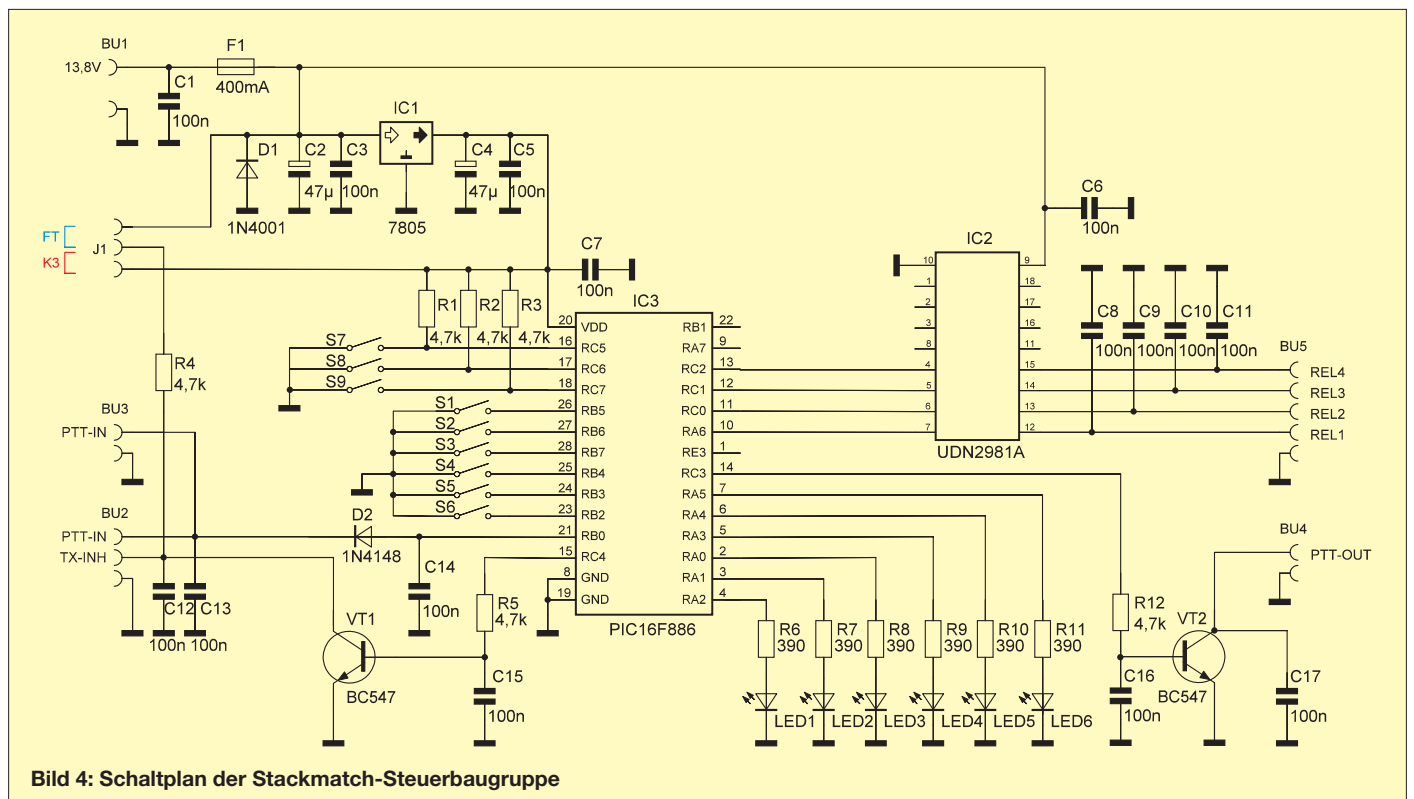 BU1
13,8V
F1
400mA
C1
100n
IC1
7805
D1
1N4001
C2
47µ
C3
100n
C4
47µ
C5
100n
FT
K3
J1
C7
100n
C6
100n
R1
4,7k
R2
4,7k
R3
4,7k
R4
4,7k
S7
S8
S9
S1
S2
S3
S4
S5
S6
BU3
PTT-IN
BU2
PTT-IN
TX-INH
C12
100n
C13
100n
D2
1N4148
C14
100n
VT1
BC547
R5
4,7k
C15
100n
IC3
20 VDD
16 RC5
17 RC6
18 RC7
26 RB5
27 RB6
28 RB7
25 RB4
24 RB3
23 RB2
21 RB0
15 RC4
8 GND
19 GND
RB1 22
RA7 9
RC2 13
RC1 12
RC0 11
RA6 10
RE3 1
RC3 14
RA5 7
RA4 6
RA3 5
RA0 2
RA1 3
RA2 4
PIC16F886
IC2
10 9
1 18
2 17
3 16
8 11
4 15
5 14
6 13
7 12
UDN2981A
C8
100n
C9
100n
C10
100n
C11
100n
BU5
REL4
REL3
REL2
REL1
R6
390
R7
390
R8
390
R9
390
R10
390
R11
390
LED1
LED2
LED3
LED4
LED5
LED6
R12
4,7k
C16
100n
VT2
BC547
C17
100n
BU4
PTT-OUT
Bild 4: Schaltplan der Stackmatch-Steuerbaugruppe